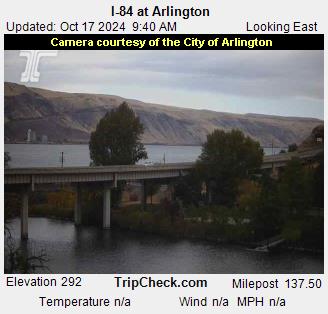 I-84 at Arlington
Updated: Oct 17 2024 9:40 AM Looking East
Camera courtesy of the City of Arlington
Elevation 292 TripCheck.com Milepost 137.50
Temperature n/a Wind n/a MPH n/a